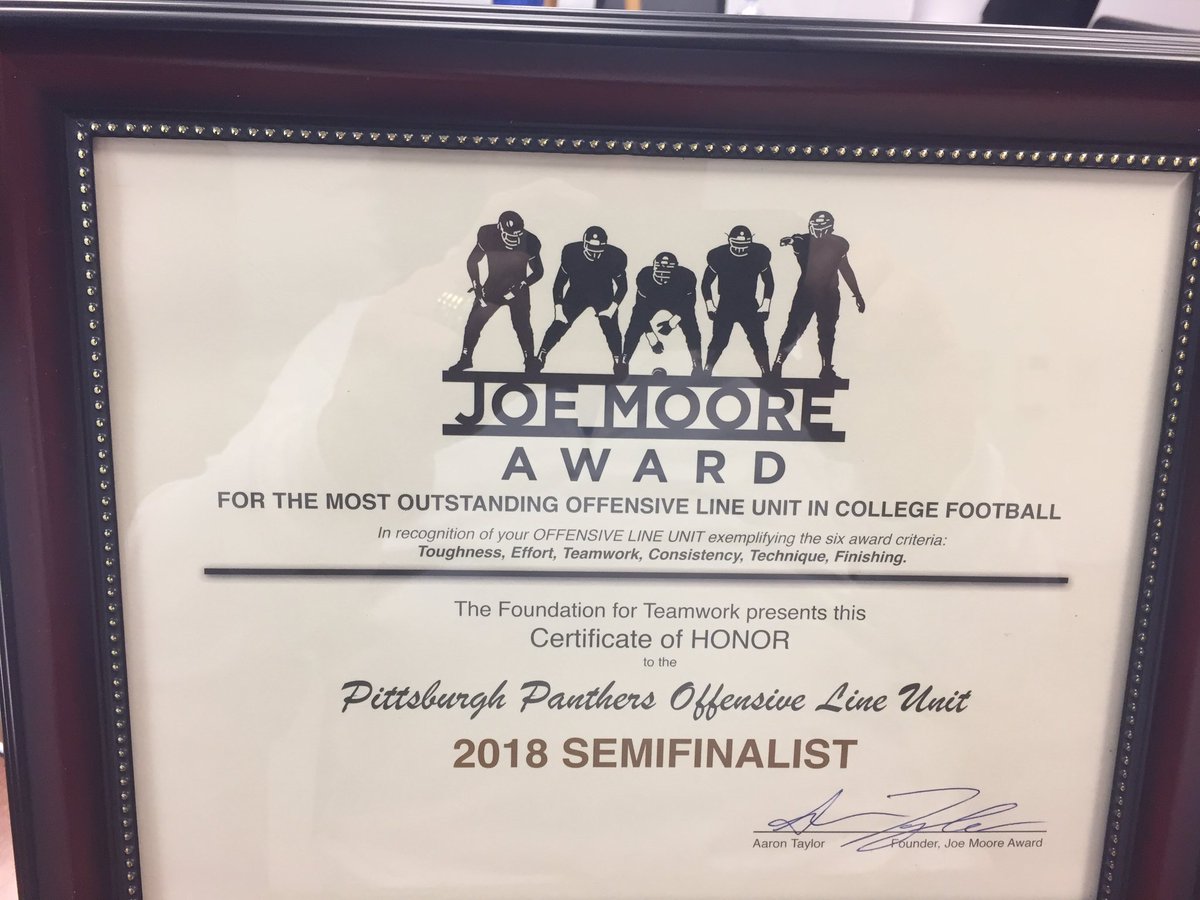 JOE MOORE
AWARD
FOR THE MOST OUTSTANDING OFFENSIVE LINE UNIT IN COLLEGE FOOTBALL
In recognition of your OFFENSIVE LINE UNIT exemplifying the six award criteria:
Toughness, Effort, Teamwork, Consistency, Technique, Finishing.
The Foundation for Teamwork presents this
Certificate of HONOR
to the
Pittsburgh Panthers Offensive Line Unit
2018 SEMIFINALIST
Aaron Taylor Founder, Joe Moore Award